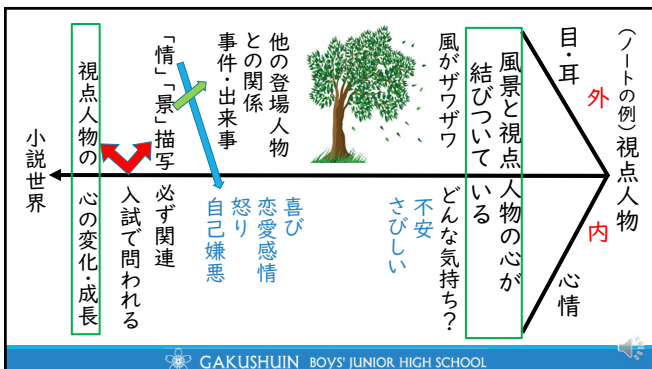 (ノートの例)視点人物
外
内
目・耳
心情
風景と視点人物の心が
結びついている
風がザワザワ
どんな気持ち?
不安
さびしい
他の登場人物
との関係
事件・出来事
喜び
恋愛感情
怒り
自己嫌悪
「情」「景」描写
必ず関連
入試で問われる
視点人物の心の変化・成長
小説世界
GAKUSHUIN BOYS' JUNIOR HIGH SCHOOL